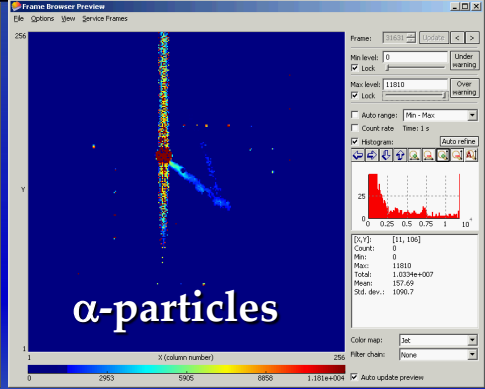 Frame Browser Preview
File Options View Service Frames
256
Y
1
1 X (column number) 256
0 2953 5905 8858 1.181e+004
α-particles
Frame: 31631 Update < >
Min level: 0 Under warning
Lock
Max level: 11810 Over warning
Lock
Auto range: Min - Max
Count rate Time: 1 s
Histogram: Auto refine
25
0
0 0.25 0.5 0.75 1 10
[X,Y]: [11, 106]
Count: 0
Min: 0
Max: 11810
Total: 1.0334e+007
Mean: 157.69
Std. dev.: 1090.7
Color map: Jet
Filter chain: None
Auto update preview